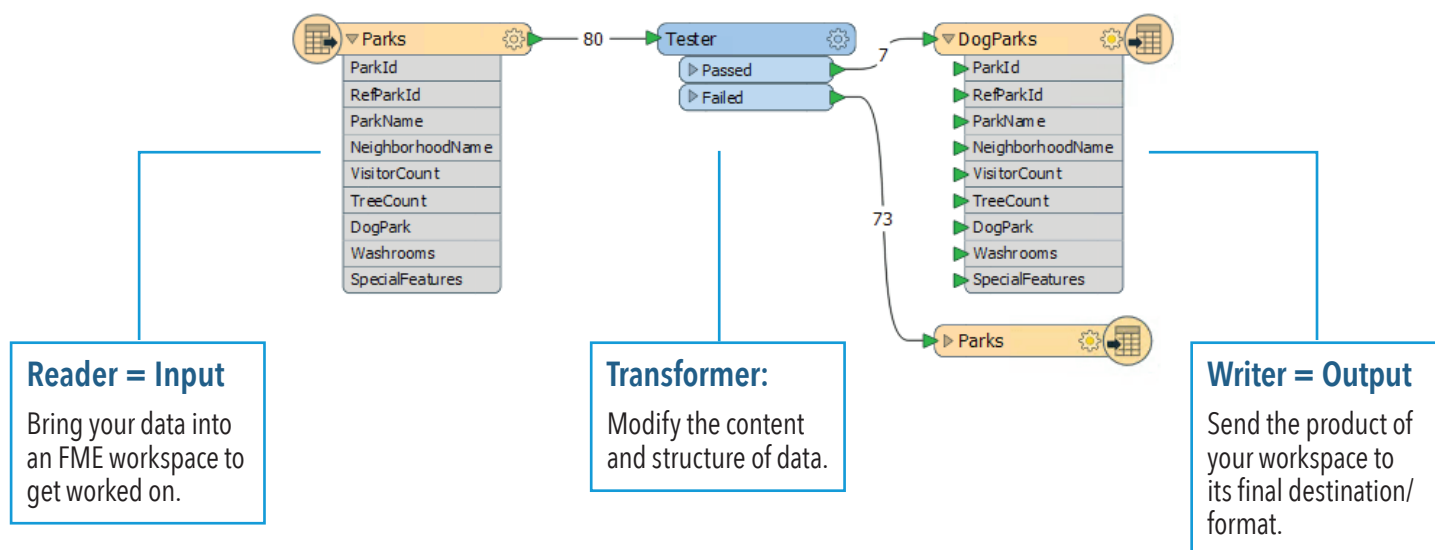 Parks
ParkId
RefParkId
ParkName
NeighborhoodName
VisitorCount
TreeCount
DogPark
Washrooms
SpecialFeatures
80
Tester
Passed
Failed
7
73
DogParks
ParkId
RefParkId
ParkName
NeighborhoodName
VisitorCount
TreeCount
DogPark
Washrooms
SpecialFeatures
Parks
Reader = Input
Bring your data into
an FME workspace to
get worked on.
Transformer:
Modify the content
and structure of data.
Writer = Output
Send the product of
your workspace to
its final destination/
format.